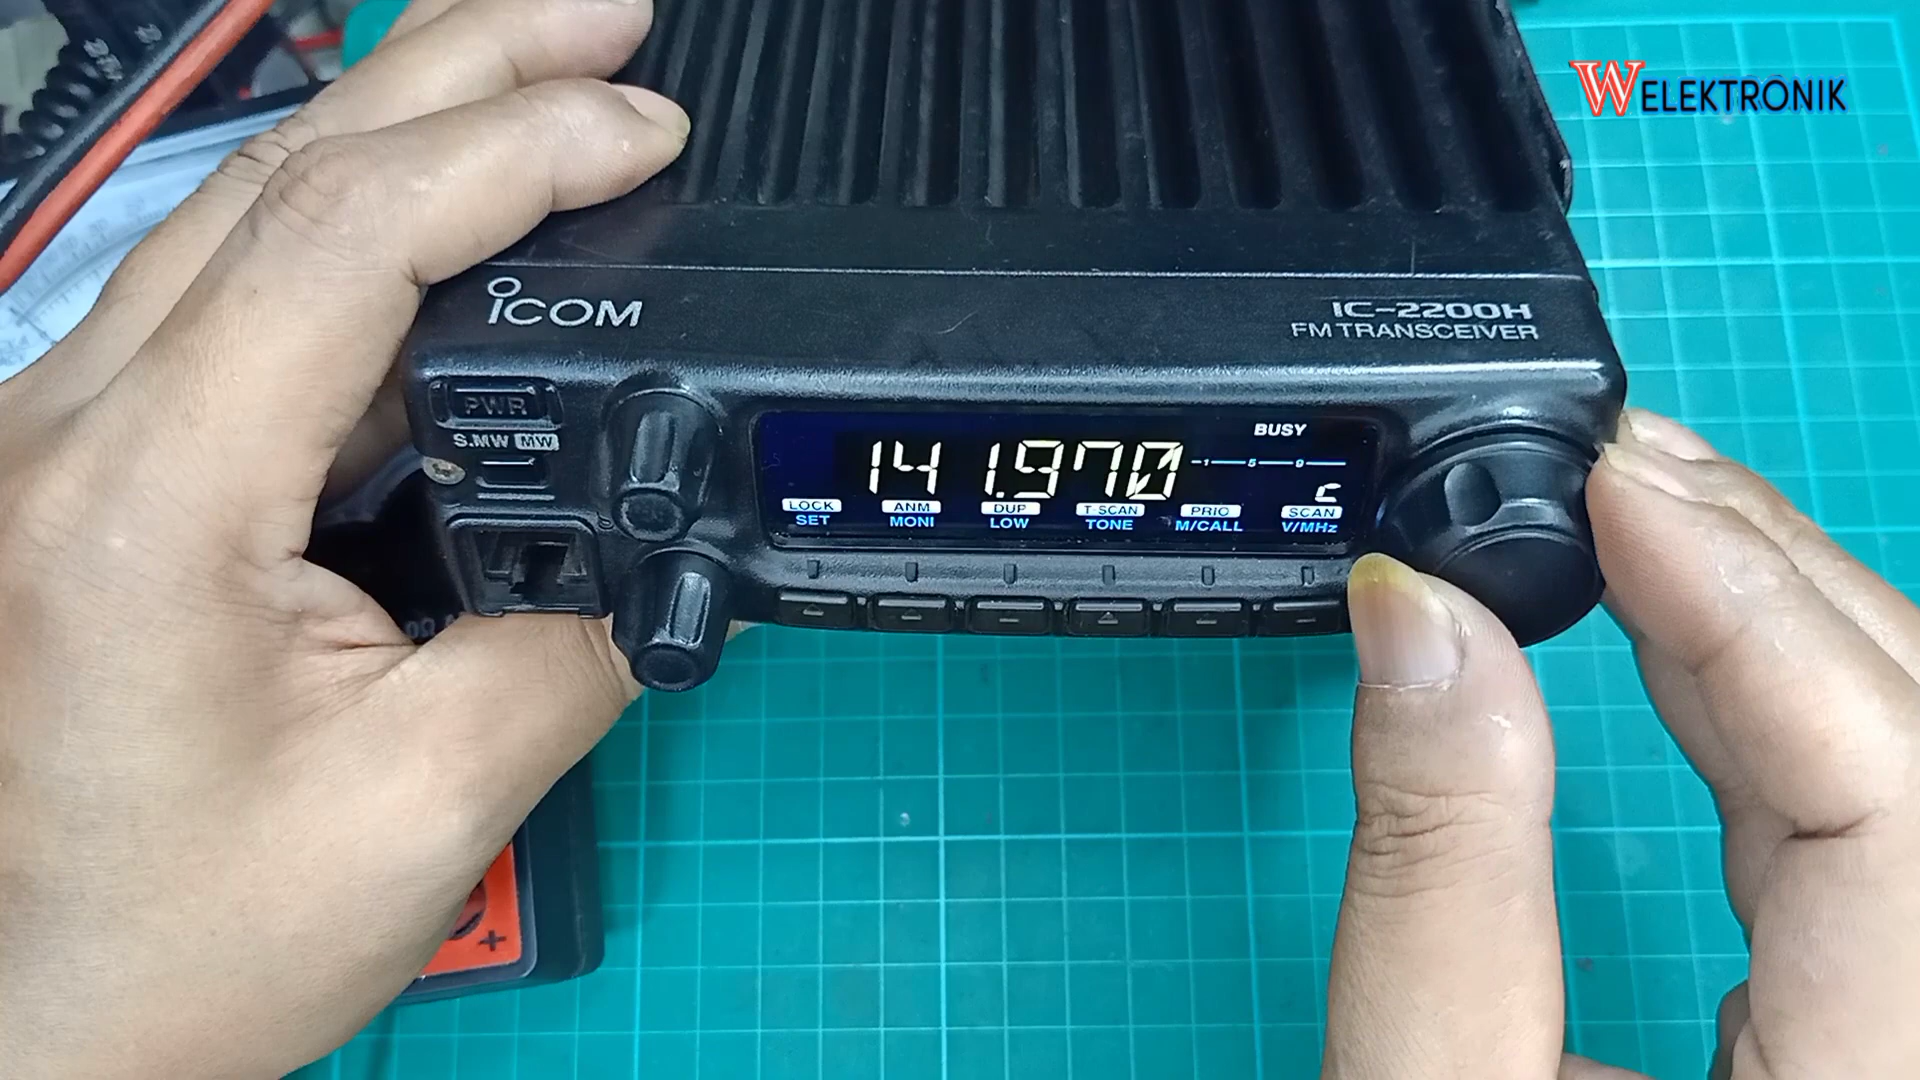 WELEKTRONIK
ICOM
IC-2200H
FM TRANSCEIVER
PWR
S.MW MW
BUSY
141.970
1 5 9
C
LOCK ANM DUP T-SCAN PRIO SCAN
SET MONI LOW TONE M/CALL V/MHz
+